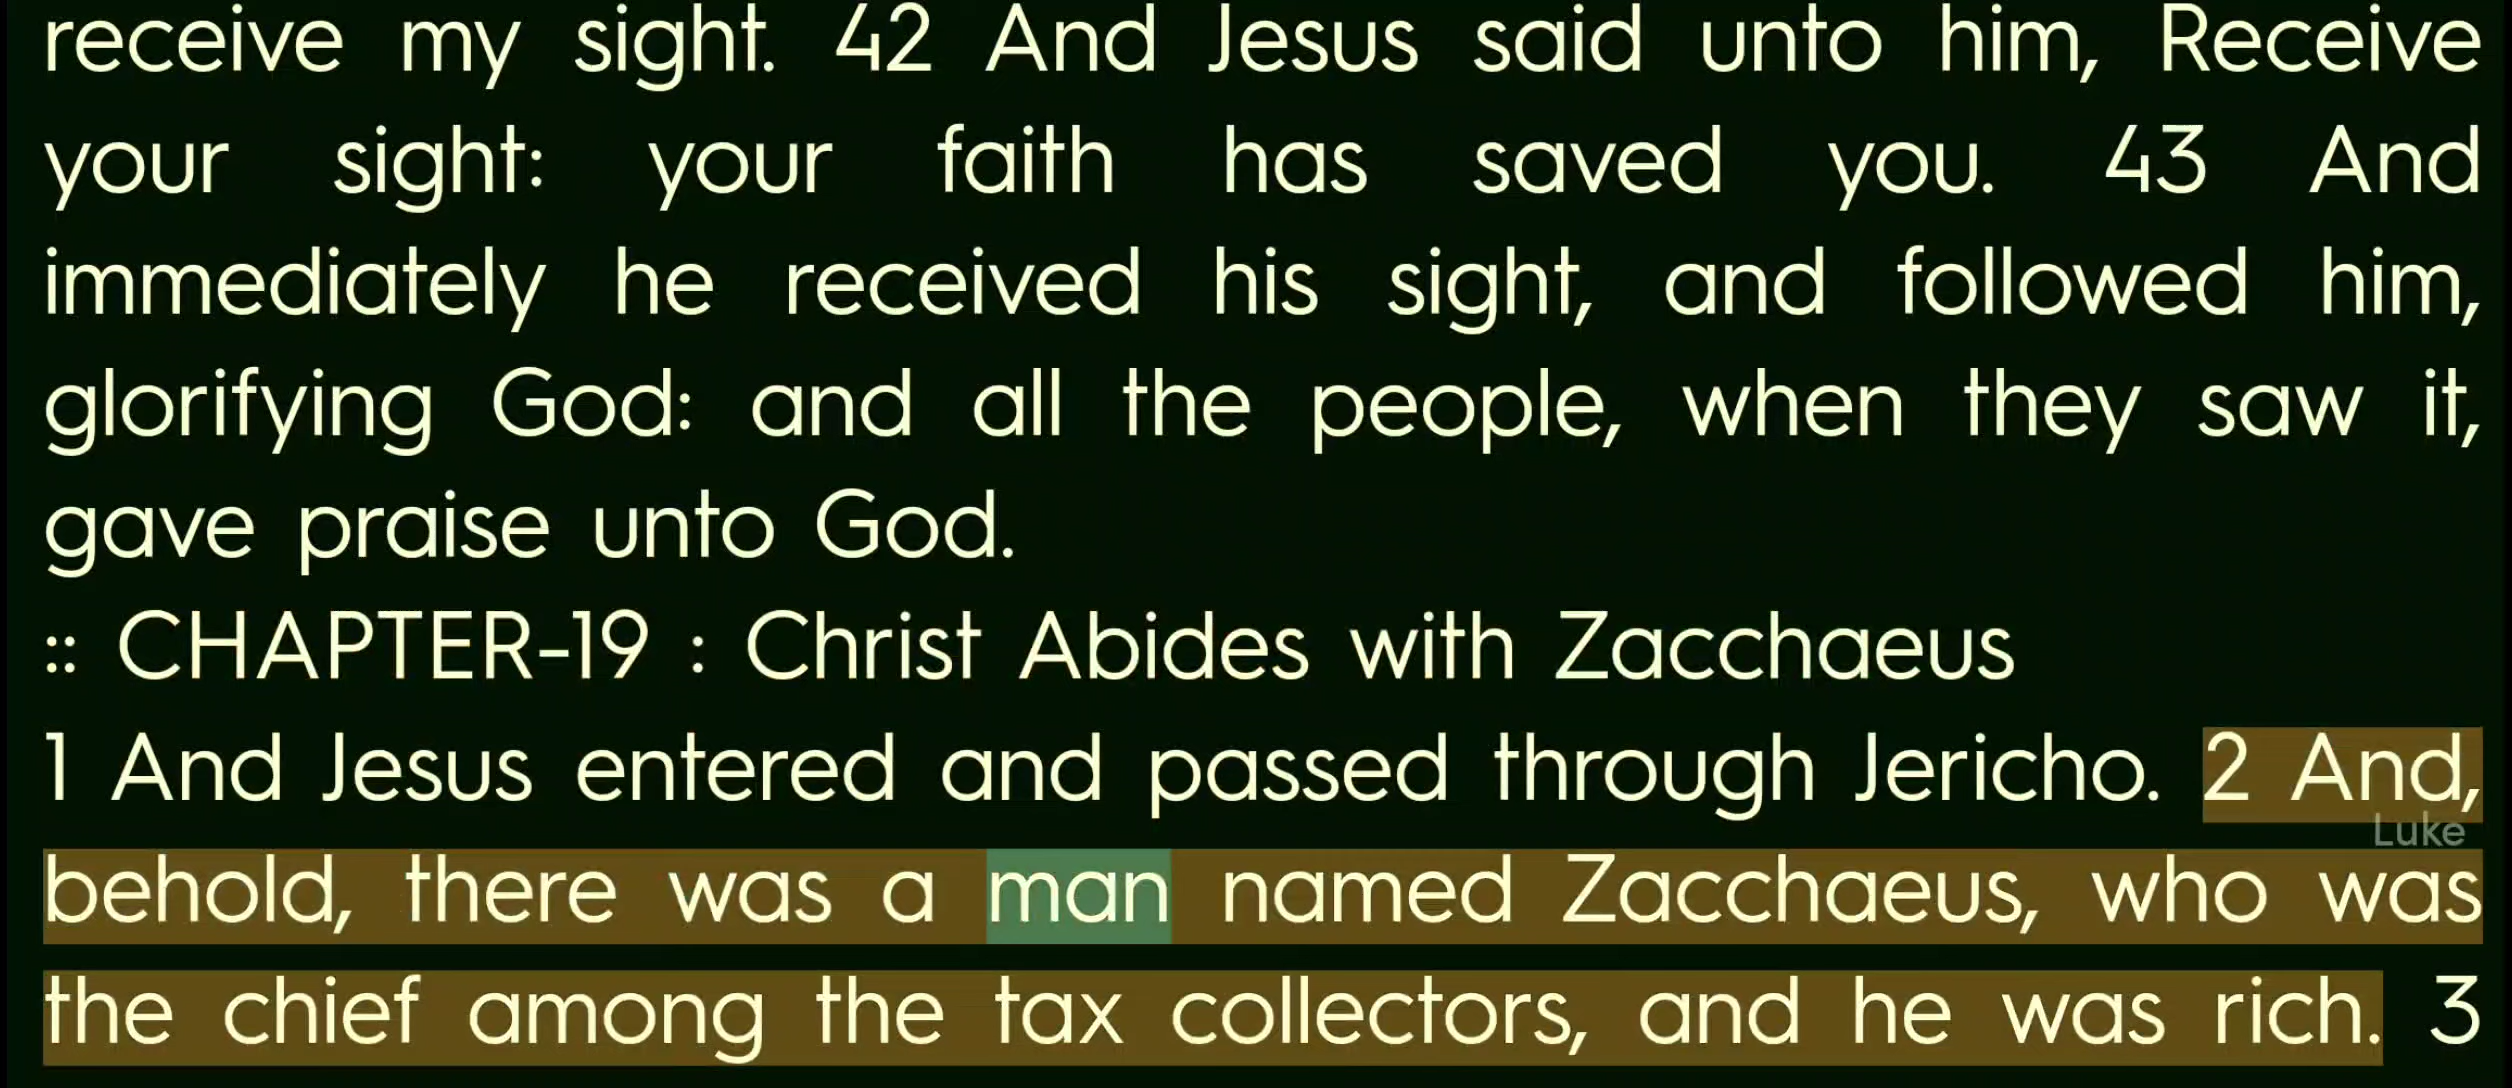 receive my sight. 42 And Jesus said unto him, Receive
your sight: your faith has saved you. 43 And
immediately he received his sight, and followed him,
glorifying God: and all the people, when they saw it,
gave praise unto God.
:: CHAPTER-19 : Christ Abides with Zacchaeus
1 And Jesus entered and passed through Jericho. 2 And,
Luke
behold, there was a man named Zacchaeus, who was
the chief among the tax collectors, and he was rich. 3